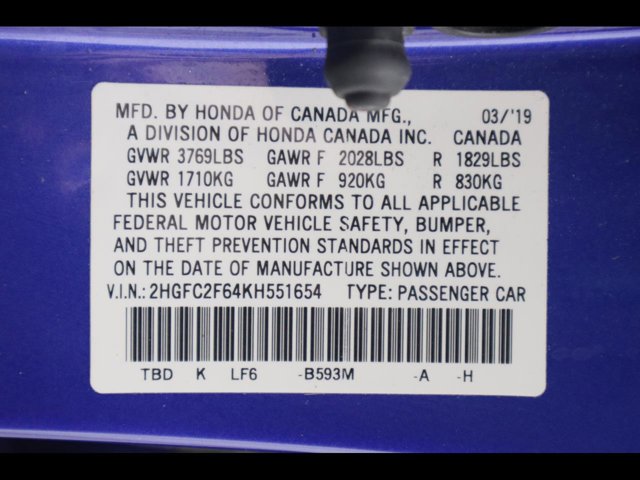 MFD. BY HONDA OF CANADA MFG., 03/'19
A DIVISION OF HONDA CANADA INC. CANADA
GVWR 3769LBS GAWR F 2028LBS R 1829LBS
GVWR 1710KG GAWR F 920KG R 830KG
THIS VEHICLE CONFORMS TO ALL APPLICABLE
FEDERAL MOTOR VEHICLE SAFETY, BUMPER,
AND THEFT PREVENTION STANDARDS IN EFFECT
ON THE DATE OF MANUFACTURE SHOWN ABOVE.
V.I.N.: 2HGFC2F64KH551654 TYPE: PASSENGER CAR
TBD K LF6 -B593M -A -H